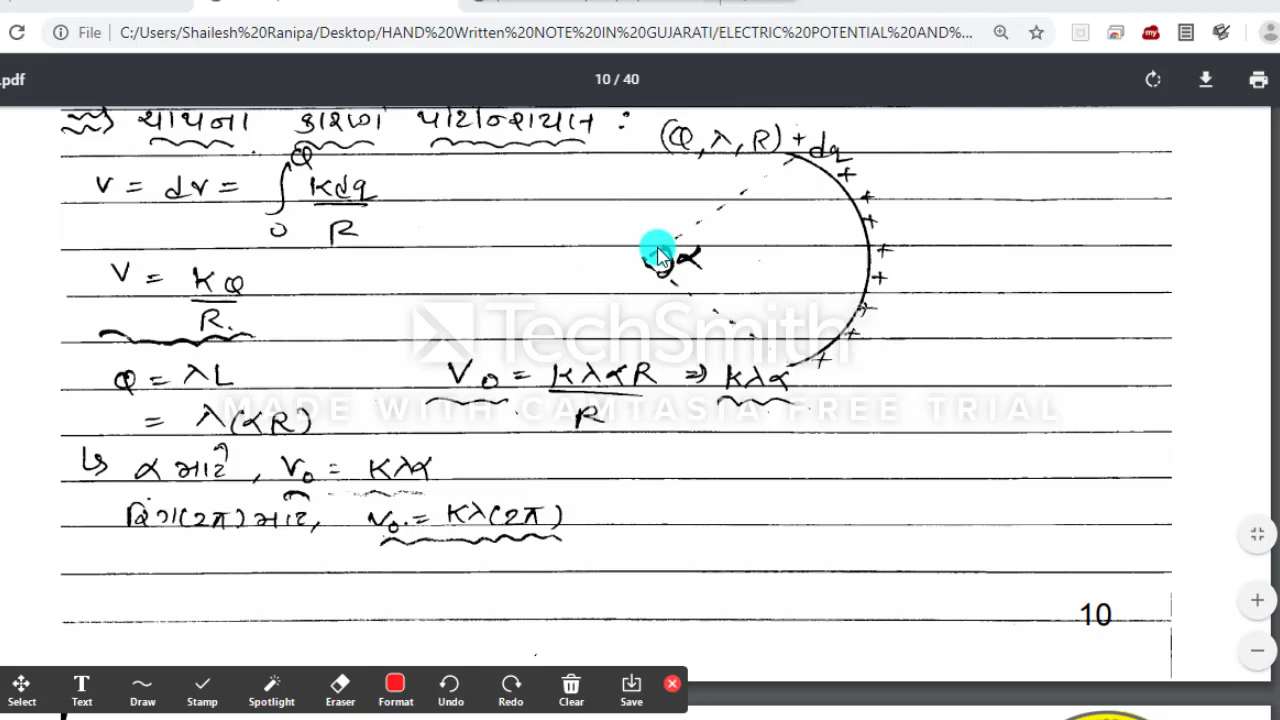 File C:/Users/Shailesh%20Ranipa/Desktop/HAND%20Written%20NOTE%20IN%20GUJARATI/ELECTRIC%20POTENTIAL%20AND%...
.pdf 10 / 40
⇒ ચાપના કારણે પોટેન્શીયલ : (Q, λ, R) + dq
V = dV = ∫₀^Q Kdq / R
V = KQ / R.
α
Q = λL
= λ(αR)
V₀ = KλαR / R ⇒ Kλα
TechSmith
MADE WITH CAMTASIA FREE TRIAL
↳ α માટે, V₀ = Kλα
રિંગ(2π) માટે, V₀ = Kλ(2π)
10
Select Text Draw Stamp Spotlight Eraser Format Undo Redo Clear Save